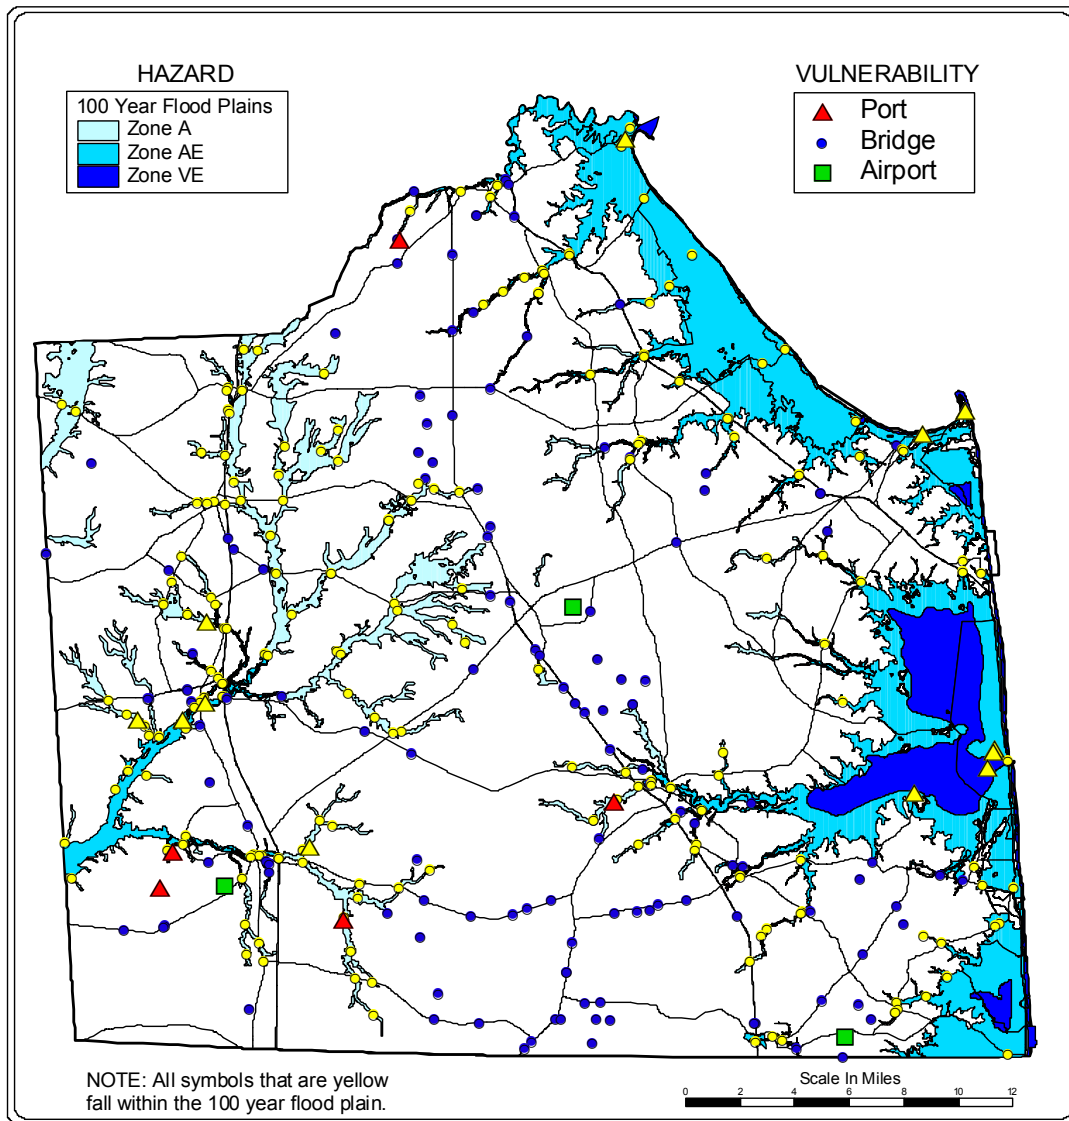 HAZARD
100 Year Flood Plains
Zone A
Zone AE
Zone VE
VULNERABILITY
Port
Bridge
Airport
NOTE: All symbols that are yellow
fall within the 100 year flood plain.
Scale In Miles
0 2 4 6 8 10 12